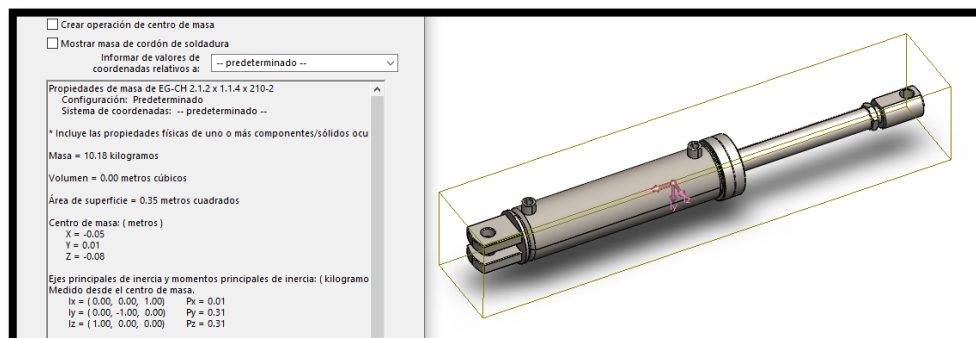 Crear operación de centro de masa
Mostrar masa de cordón de soldadura
Informar de valores de
coordenadas relativos a:
-- predeterminado --
Propiedades de masa de EG-CH 2.1.2 x 1.1.4 x 210-2
Configuración: Predeterminado
Sistema de coordenadas: -- predeterminado --
* Incluye las propiedades físicas de uno o más componentes/sólidos ocu
Masa = 10.18 kilogramos
Volumen = 0.00 metros cúbicos
Área de superficie = 0.35 metros cuadrados
Centro de masa: ( metros )
X = -0.05
Y = 0.01
Z = -0.08
Ejes principales de inercia y momentos principales de inercia: ( kilogramo
Medido desde el centro de masa.
Ix = ( 0.00, 0.00, 1.00) Px = 0.01
Iy = ( 0.00, -1.00, 0.00) Py = 0.31
Iz = ( 1.00, 0.00, 0.00) Pz = 0.31